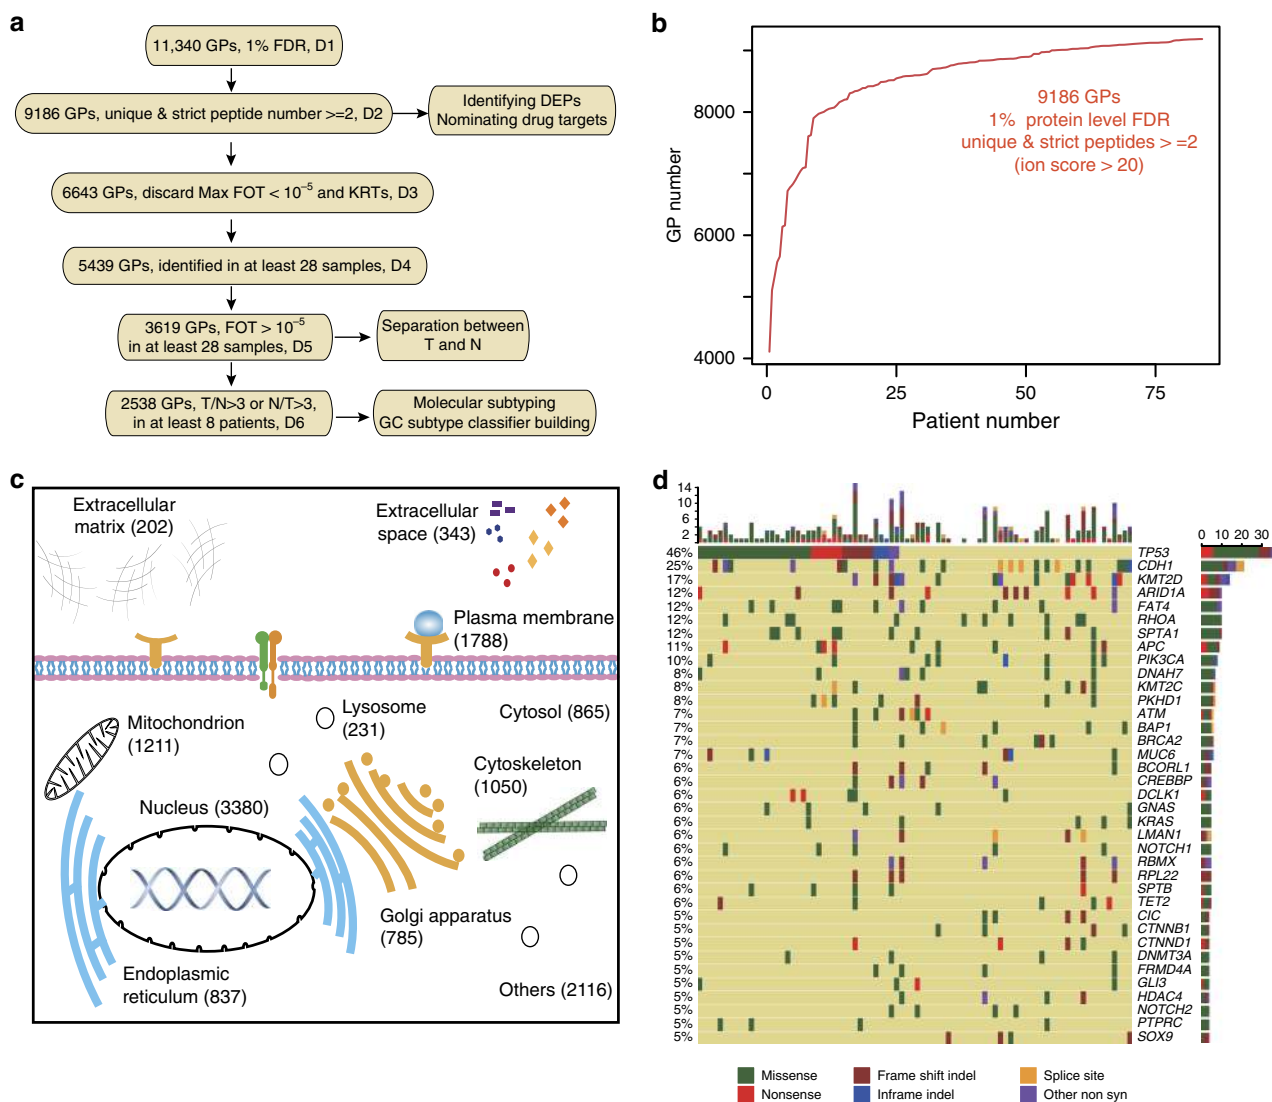 a
11,340 GPs, 1% FDR, D1
9186 GPs, unique & strict peptide number >=2, D2
Identifying DEPs
Nominating drug targets
6643 GPs, discard Max FOT < 10⁻⁵ and KRTs, D3
5439 GPs, identified in at least 28 samples, D4
3619 GPs, FOT > 10⁻⁵
in at least 28 samples, D5
Separation between
T and N
2538 GPs, T/N>3 or N/T>3,
in at least 8 patients, D6
Molecular subtyping
GC subtype classifier building
b
GP number
8000
6000
4000
9186 GPs
1% protein level FDR
unique & strict peptides > =2
(ion score > 20)
0 25 50 75
Patient number
c
Extracellular
matrix (202)
Extracellular
space (343)
Plasma membrane
(1788)
Lysosome
(231)
Cytosol (865)
Mitochondrion
(1211)
Cytoskeleton
(1050)
Nucleus (3380)
Golgi apparatus
(785)
Endoplasmic
reticulum (837)
Others (2116)
d
14
10
6
2
0 10 20 30
46% TP53
25% CDH1
17% KMT2D
12% ARID1A
12% FAT4
12% RHOA
12% SPTA1
11% APC
10% PIK3CA
8% DNAH7
8% KMT2C
8% PKHD1
7% ATM
7% BAP1
7% BRCA2
7% MUC6
6% BCORL1
6% CREBBP
6% DCLK1
6% GNAS
6% KRAS
6% LMAN1
6% NOTCH1
6% RBMX
6% RPL22
6% SPTB
6% TET2
5% CIC
5% CTNNB1
5% CTNND1
5% DNMT3A
5% FRMD4A
5% GLI3
5% HDAC4
5% NOTCH2
5% PTPRC
5% SOX9
Missense
Frame shift indel
Splice site
Nonsense
Inframe indel
Other non syn